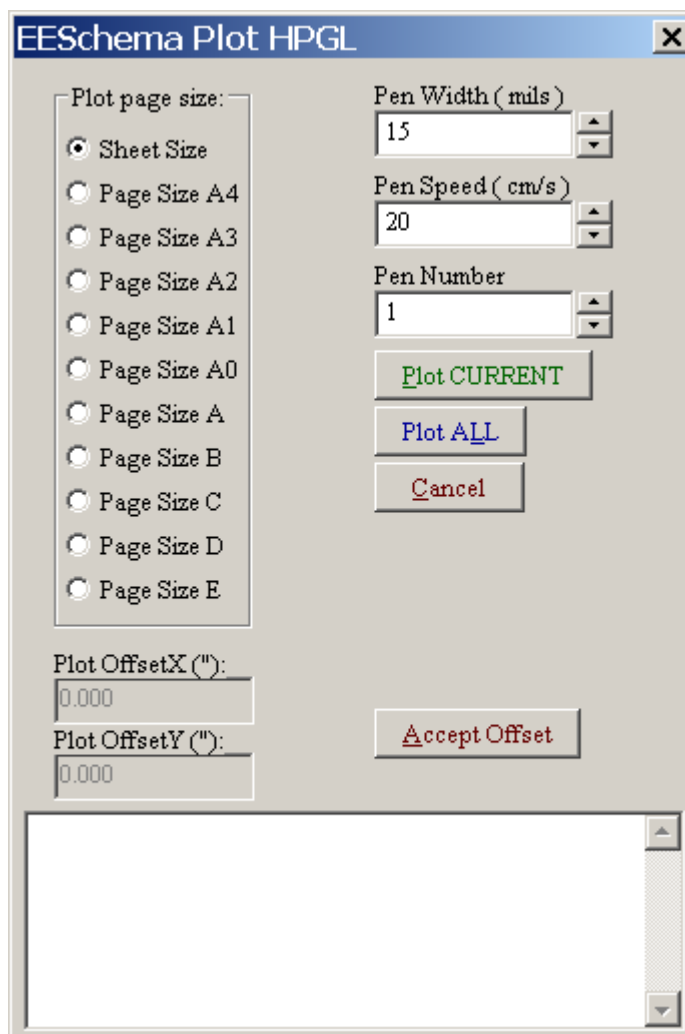 EESchema Plot HPGL
Plot page size:
Sheet Size
Page Size A4
Page Size A3
Page Size A2
Page Size A1
Page Size A0
Page Size A
Page Size B
Page Size C
Page Size D
Page Size E
Pen Width ( mils )
15
Pen Speed ( cm/s )
20
Pen Number
1
Plot CURRENT
Plot ALL
Cancel
Plot OffsetX ("):__
0.000
Plot OffsetY ("):__
0.000
Accept Offset